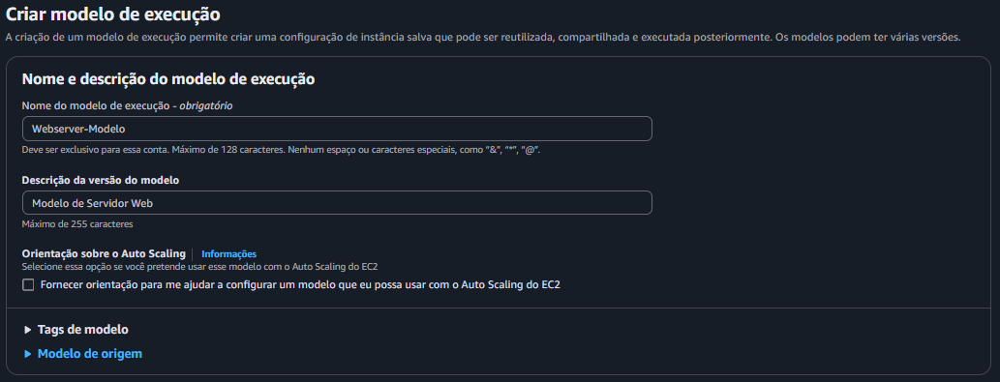 Criar modelo de execução
A criação de um modelo de execução permite criar uma configuração de instância salva que pode ser reutilizada, compartilhada e executada posteriormente. Os modelos podem ter várias versões.
Nome e descrição do modelo de execução
Nome do modelo de execução - obrigatório
Webserver-Modelo
Deve ser exclusivo para essa conta. Máximo de 128 caracteres. Nenhum espaço ou caracteres especiais, como "&", "*", "@".
Descrição da versão do modelo
Modelo de Servidor Web
Máximo de 255 caracteres
Orientação sobre o Auto Scaling | Informações
Selecione essa opção se você pretende usar esse modelo com o Auto Scaling do EC2
Fornecer orientação para me ajudar a configurar um modelo que eu possa usar com o Auto Scaling do EC2
Tags de modelo
Modelo de origem